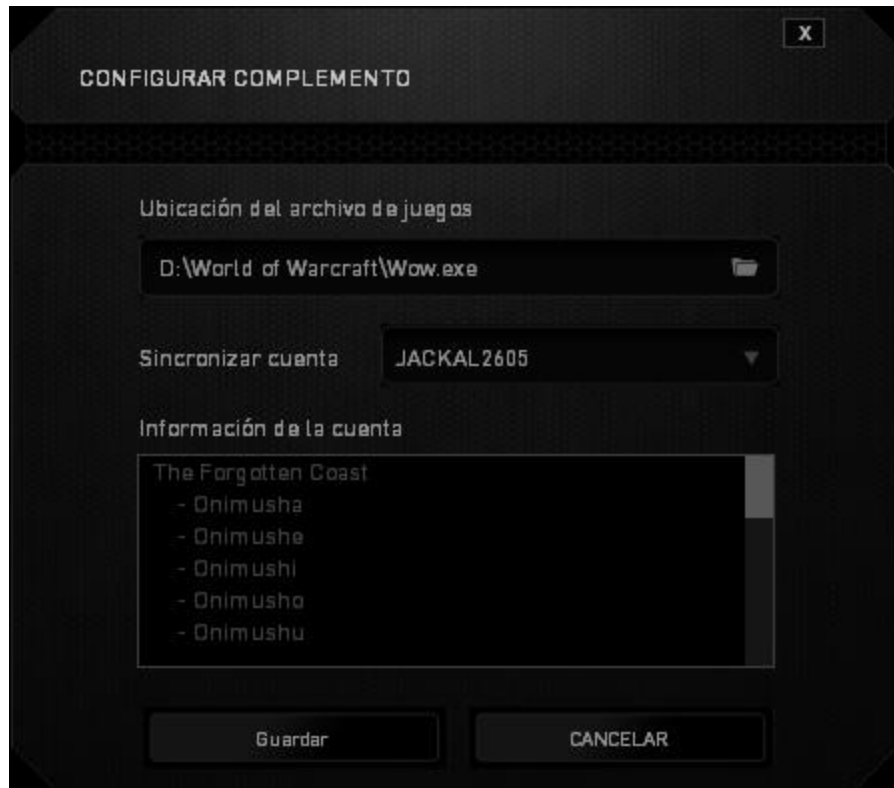 X
CONFIGURAR COMPLEMENTO
Ubicación del archivo de juegos
D:\World of Warcraft\Wow.exe
Sincronizar cuenta JACKAL2605
Información de la cuenta
The Forgotten Coast
- Onimusha
- Onimushe
- Onimushi
- Onimusho
- Onimushu
Guardar CANCELAR